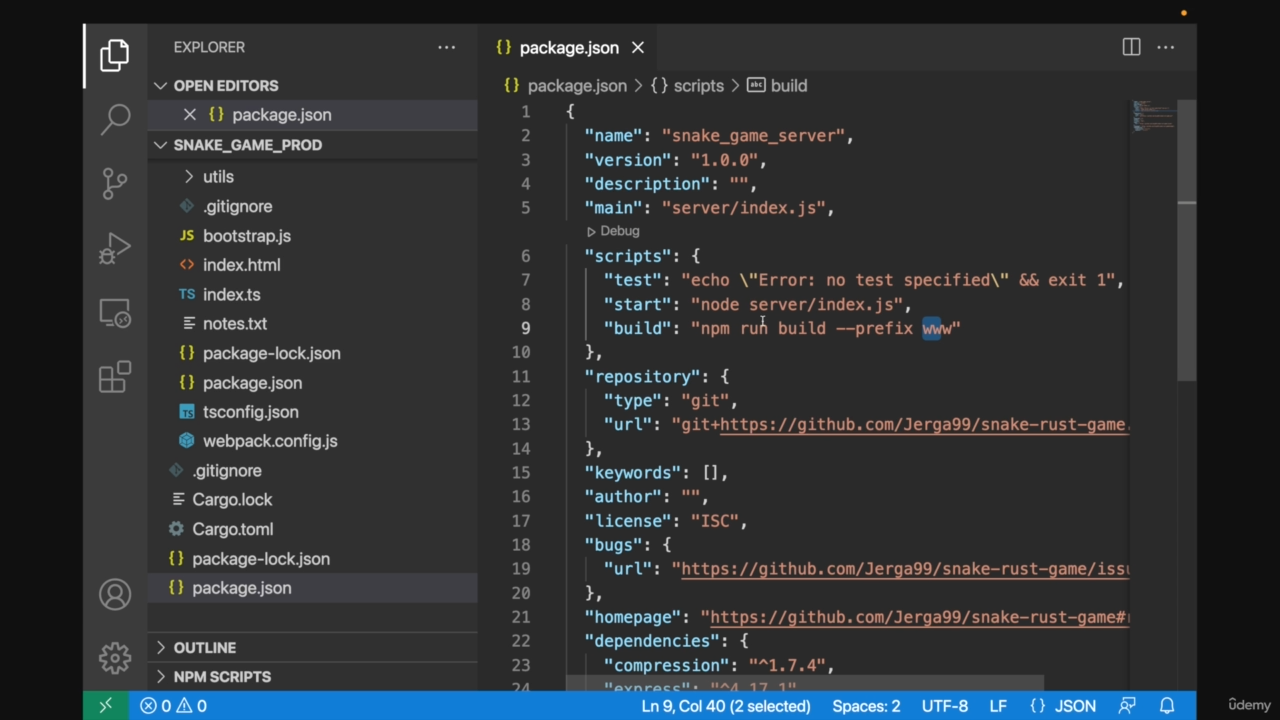 EXPLORER
OPEN EDITORS
package.json
SNAKE_GAME_PROD
utils
.gitignore
JS bootstrap.js
index.html
TS index.ts
notes.txt
{} package-lock.json
{} package.json
TS tsconfig.json
webpack.config.js
.gitignore
Cargo.lock
Cargo.toml
{} package-lock.json
{} package.json
OUTLINE
NPM SCRIPTS
{} package.json
{} package.json > {} scripts > abc build
1 {
2 "name": "snake_game_server",
3 "version": "1.0.0",
4 "description": "",
5 "main": "server/index.js",
Debug
6 "scripts": {
7 "test": "echo \"Error: no test specified\" && exit 1",
8 "start": "node server/index.js",
9 "build": "npm run build --prefix www"
10 },
11 "repository": {
12 "type": "git",
13 "url": "git+https://github.com/Jerga99/snake-rust-game.
14 },
15 "keywords": [],
16 "author": "",
17 "license": "ISC",
18 "bugs": {
19 "url": "https://github.com/Jerga99/snake-rust-game/issu
20 },
21 "homepage": "https://github.com/Jerga99/snake-rust-game#
22 "dependencies": {
23 "compression": "^1.7.4",
24 "express": "^4.17.1"
0 0
Ln 9, Col 40 (2 selected)
Spaces: 2
UTF-8
LF
{} JSON
ûdemy